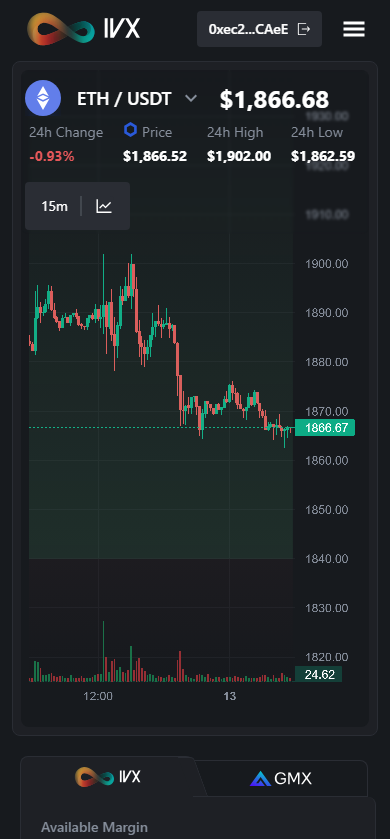 IVX
0xec2...CAeE
ETH / USDT
$1,866.68
24h Change
Price
24h High
24h Low
-0.93%
$1,866.52
$1,902.00
$1,862.59
1930.00
1920.00
15m
1910.00
1900.00
1890.00
1880.00
1870.00
1866.67
1860.00
1850.00
1840.00
1830.00
1820.00
24.62
12:00
13
IVX
GMX
Available Margin